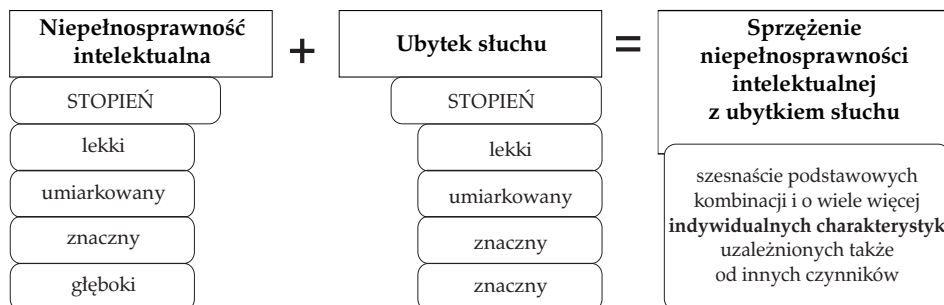 Niepełnosprawność
intelektualna
+
Ubytek słuchu
=
Sprzężenie
niepełnosprawności
intelektualnej
z ubytkiem słuchu
STOPIEŃ
lekki
umiarkowany
znaczny
głęboki
STOPIEŃ
lekki
umiarkowany
znaczny
znaczny
szesnaście podstawowych
kombinacji i o wiele więcej
indywidualnych charakterystyk
uzależnionych także
od innych czynników